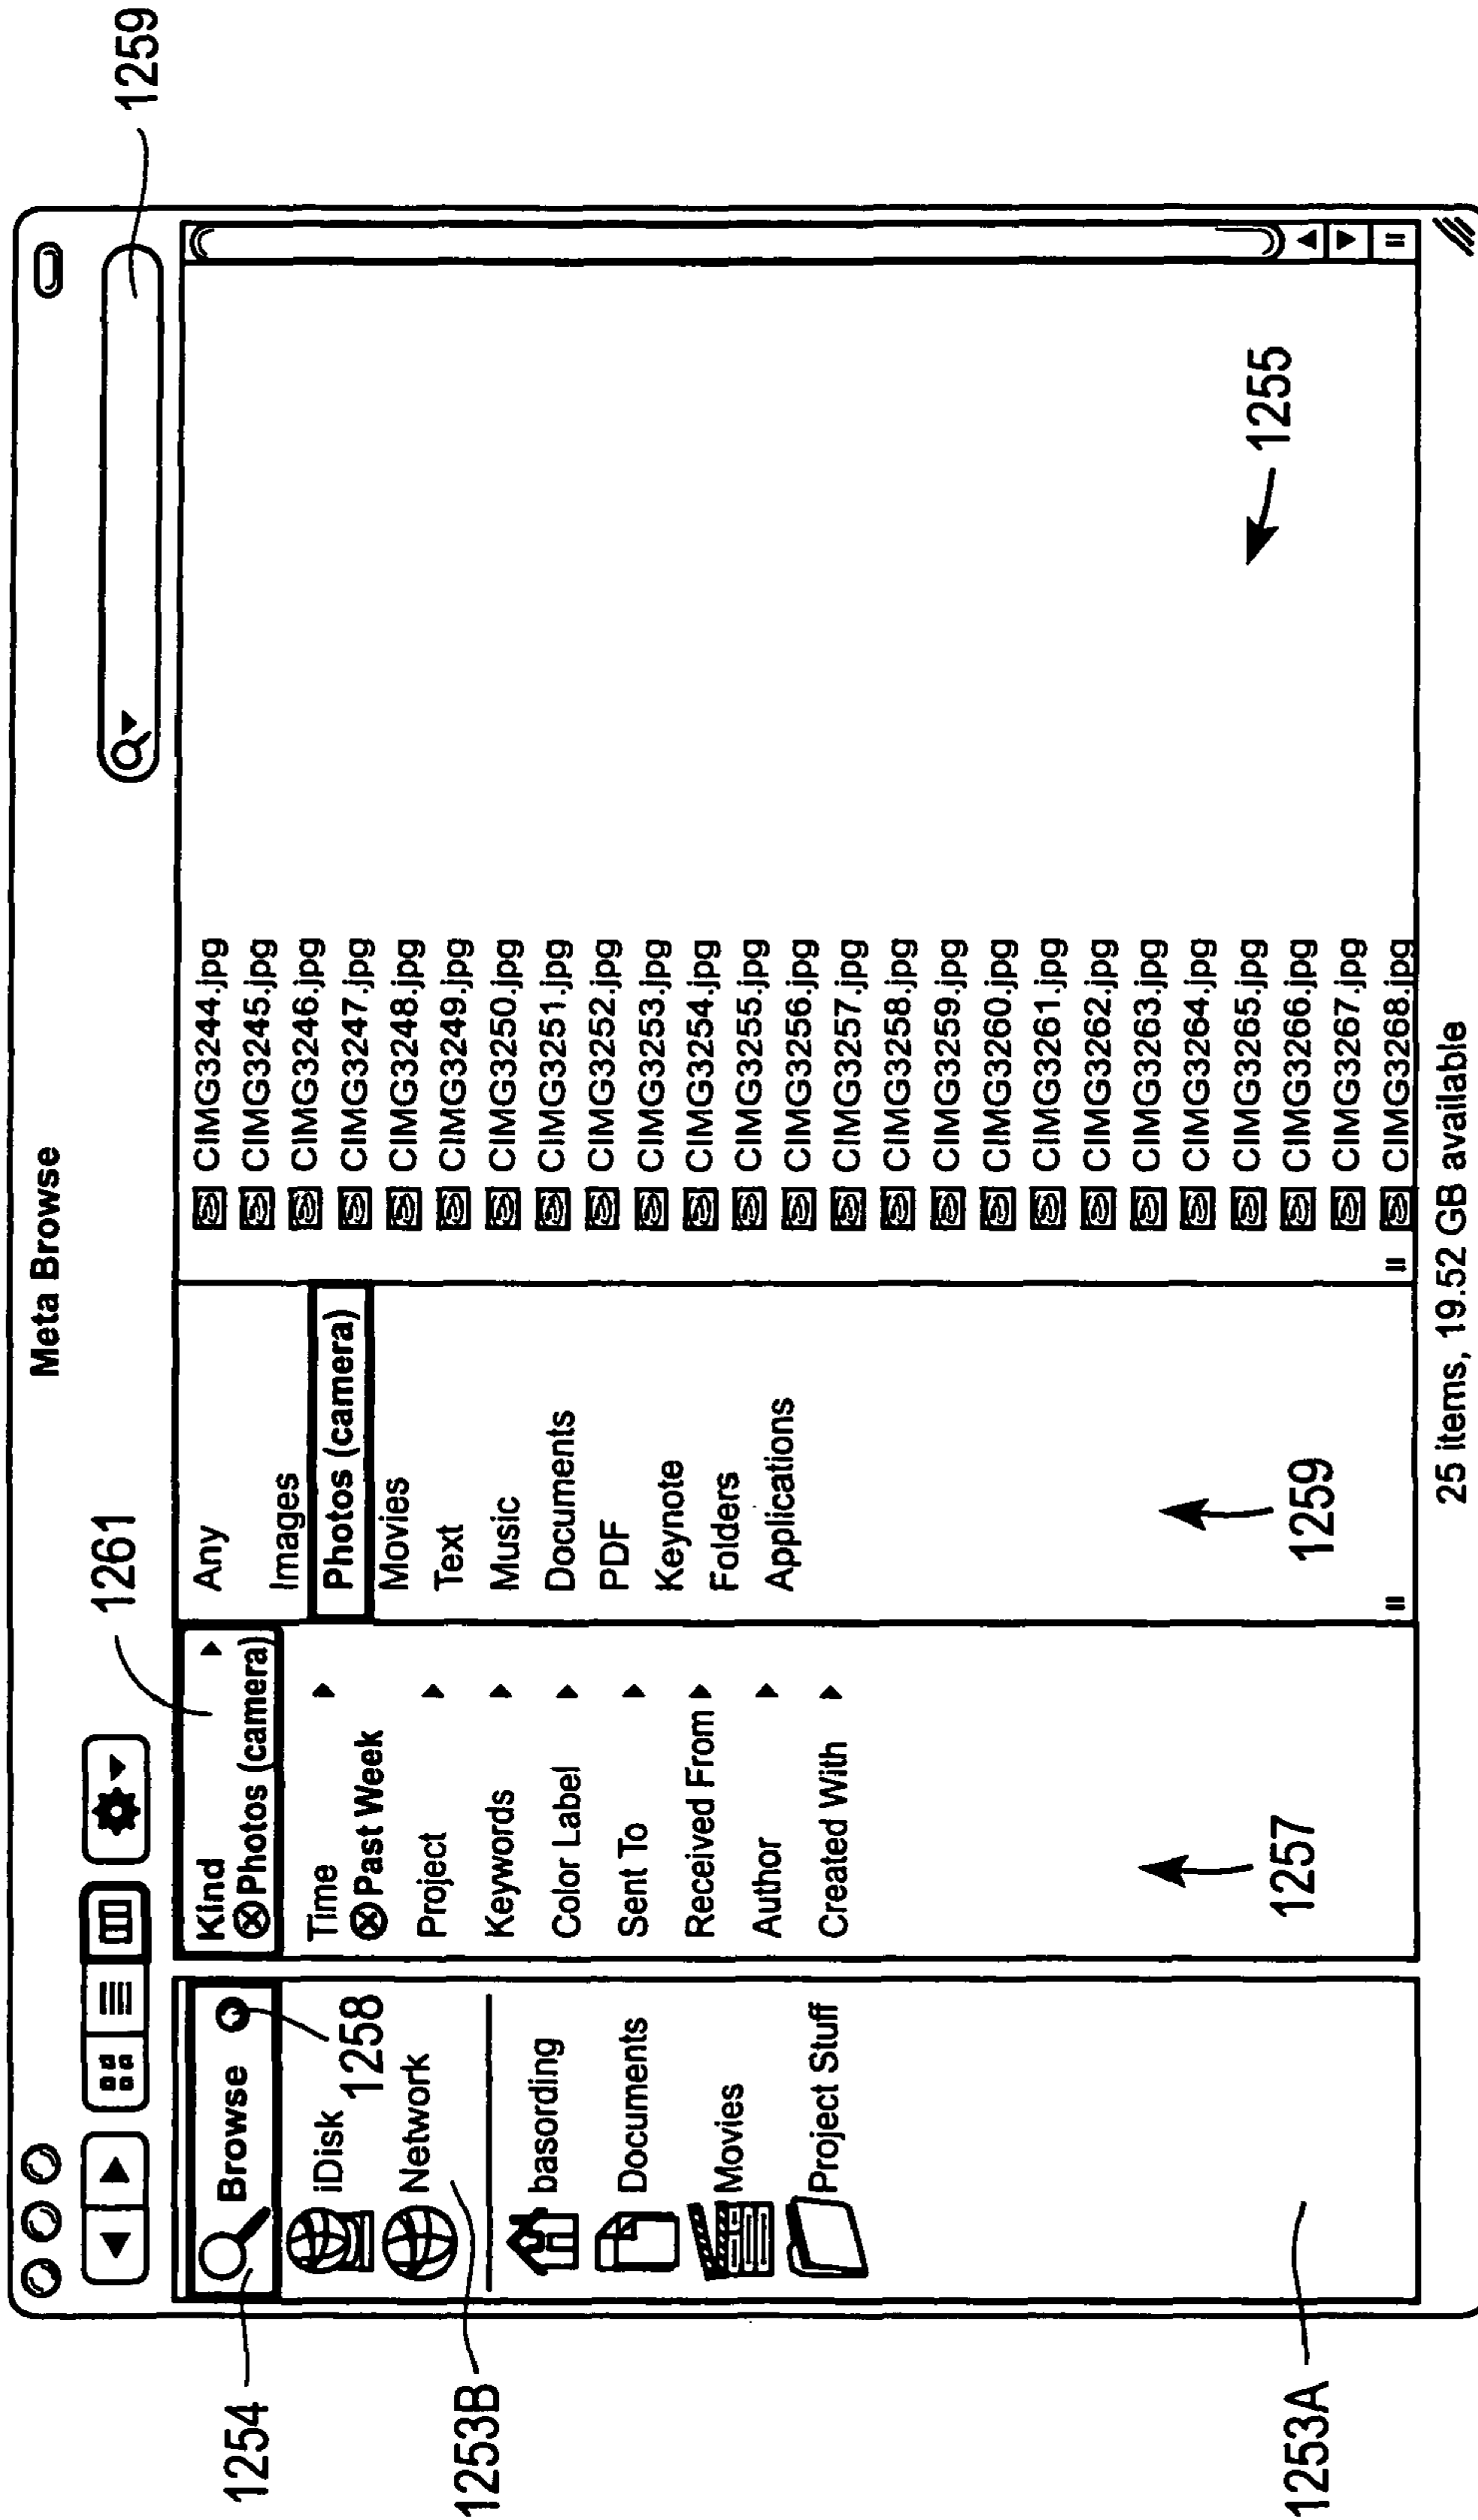 Meta Browse
1259
1261
1254
Browse
1258
iDisk
Network
1253B
basording
Documents
Movies
Project Stuff
1253A
Kind
Photos (camera)
Time
Past Week
Project
Keywords
Color Label
Sent To
Received From
Author
Created With
1257
Any
Images
Photos (camera)
Movies
Text
Music
Documents
PDF
Keynote
Folders
Applications
1259
CIMG3244.jpg
CIMG3245.jpg
CIMG3246.jpg
CIMG3247.jpg
CIMG3248.jpg
CIMG3249.jpg
CIMG3250.jpg
CIMG3251.jpg
CIMG3252.jpg
CIMG3253.jpg
CIMG3254.jpg
CIMG3255.jpg
CIMG3256.jpg
CIMG3257.jpg
CIMG3258.jpg
CIMG3259.jpg
CIMG3260.jpg
CIMG3261.jpg
CIMG3262.jpg
CIMG3263.jpg
CIMG3264.jpg
CIMG3265.jpg
CIMG3266.jpg
CIMG3267.jpg
CIMG3268.jpg
1255
25 items, 19.52 GB available